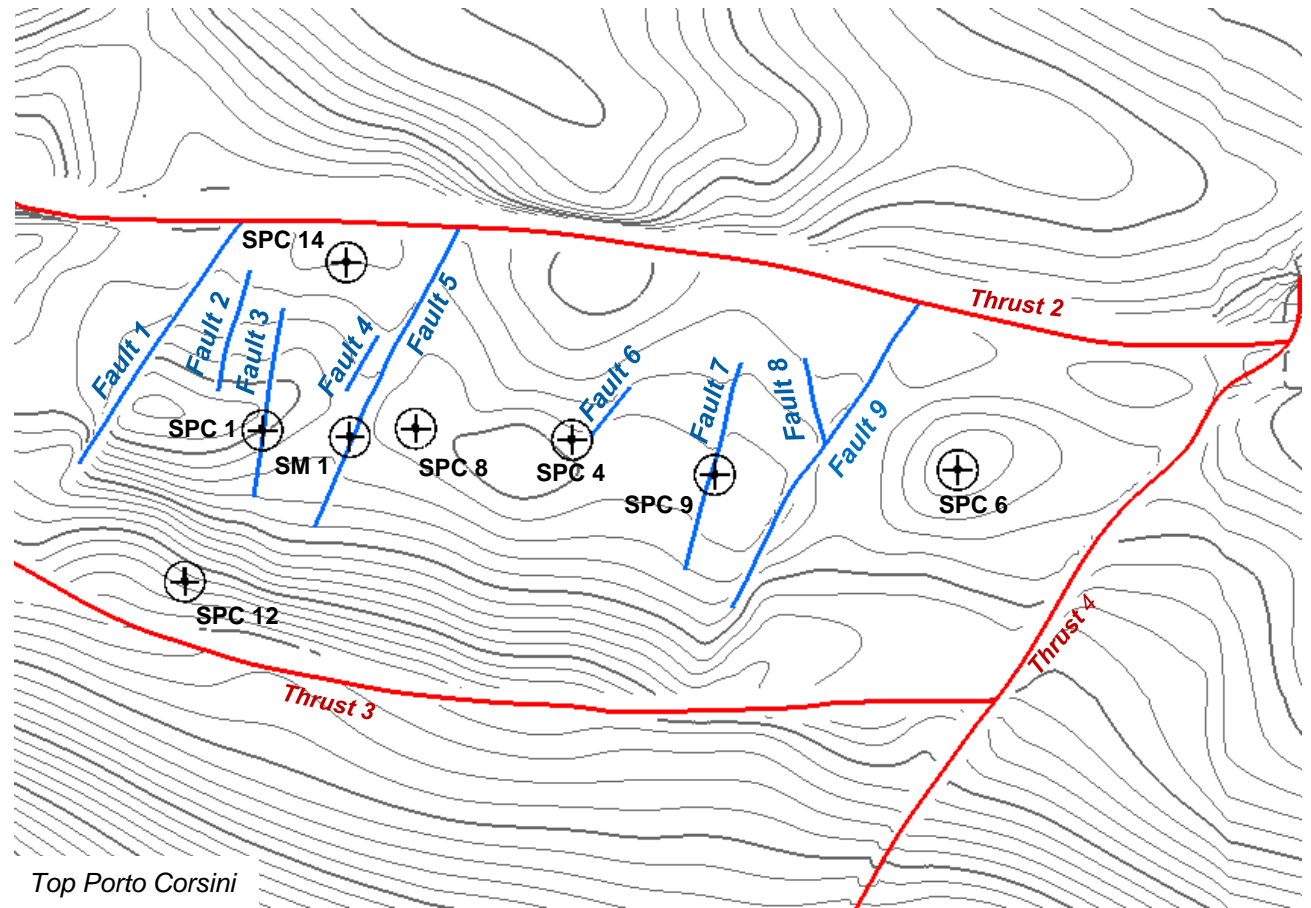 SPC 14
Thrust 2
Fault 1
Fault 2
Fault 3
Fault 4
Fault 5
Fault 6
Fault 7
Fault 8
Fault 9
SPC 1
SM 1
SPC 8
SPC 4
SPC 9
SPC 6
SPC 12
Thrust 4
Thrust 3
Top Porto Corsini